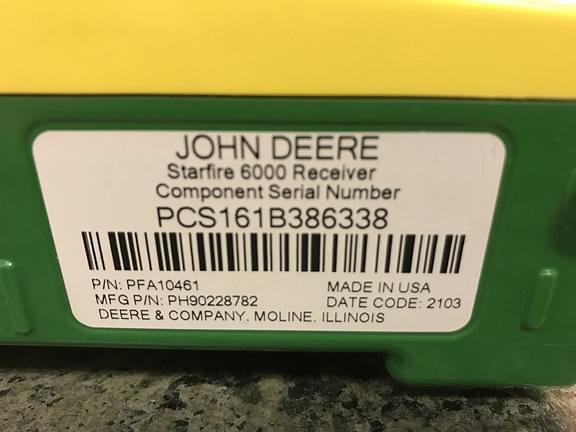 JOHN DEERE
Starfire 6000 Receiver
Component Serial Number
PCS161B386338
P/N: PFA10461
MFG P/N: PH90228782
MADE IN USA
DATE CODE: 2103
DEERE & COMPANY. MOLINE. ILLINOIS